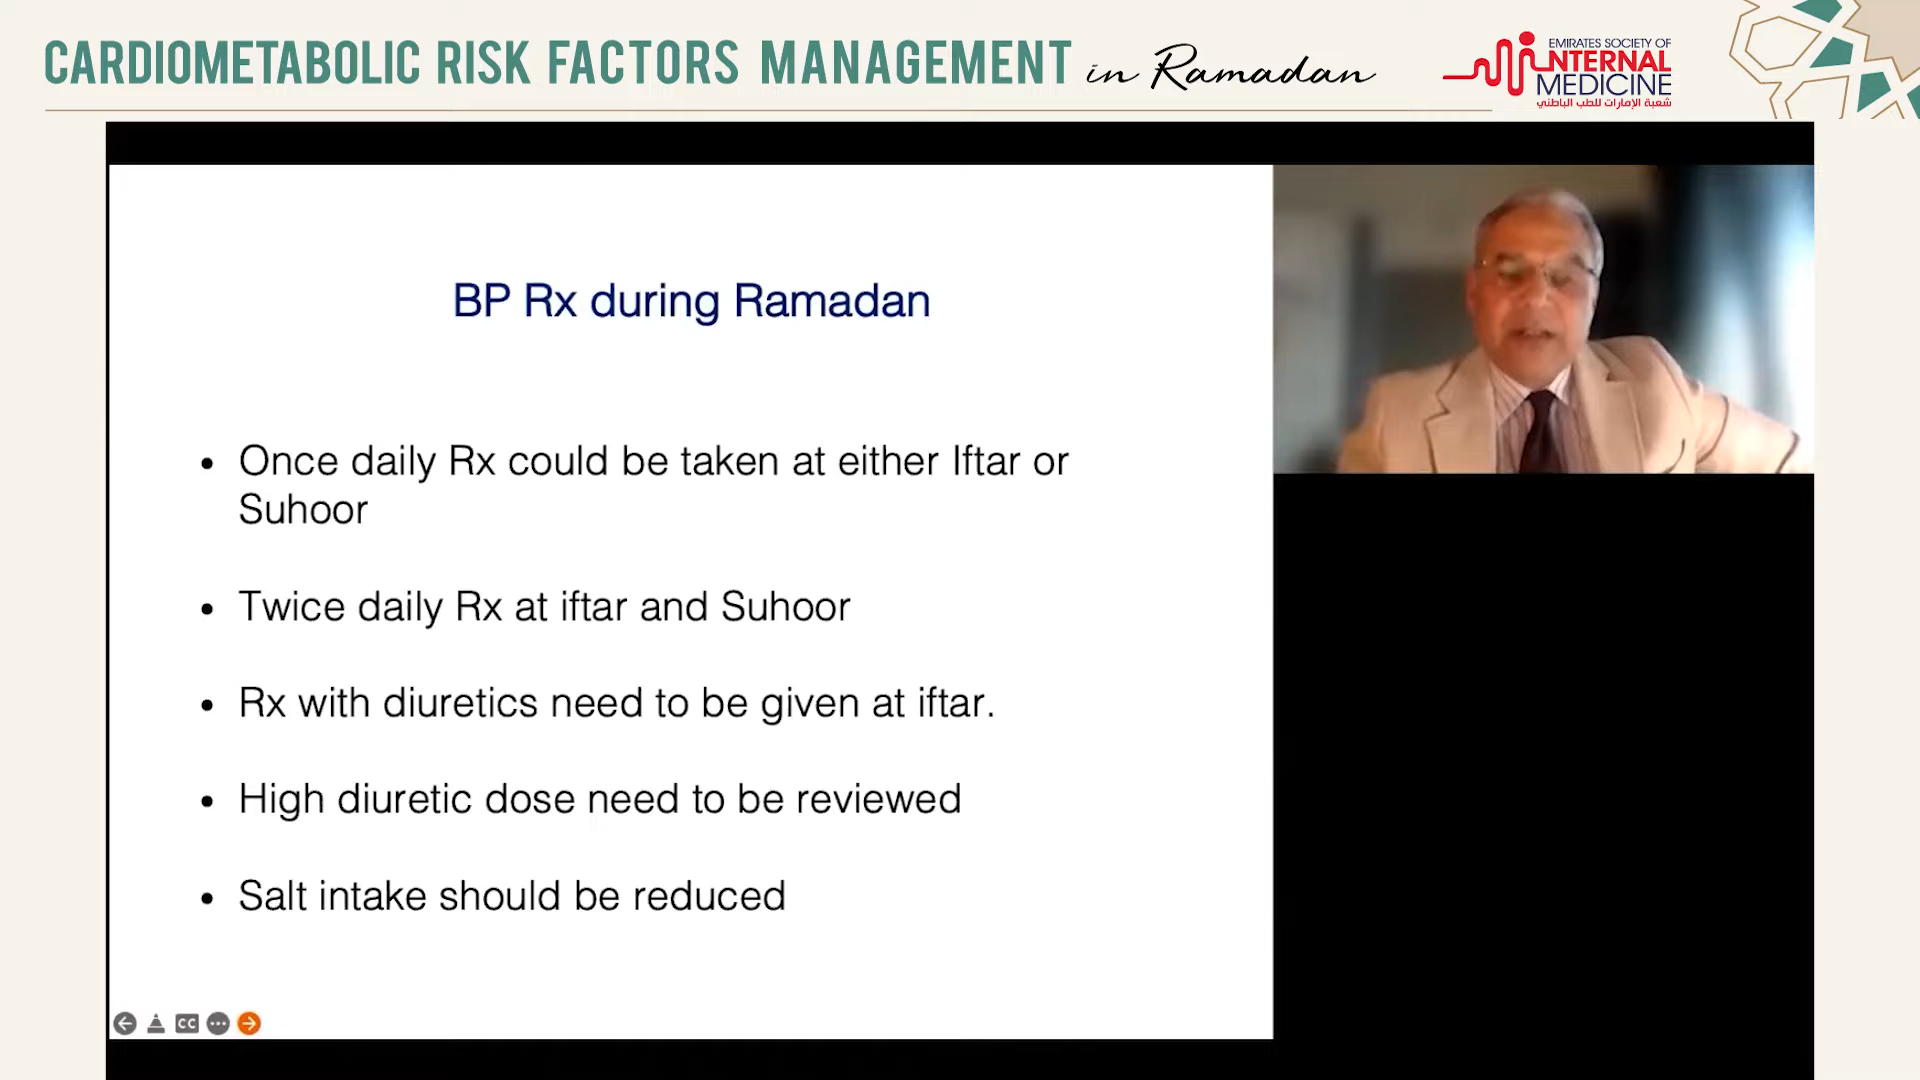 CARDIOMETABOLIC RISK FACTORS MANAGEMENT in Ramadan
EMIRATES SOCIETY OF
INTERNAL
MEDICINE
شعبة الإمارات للطب الباطني
BP Rx during Ramadan
• Once daily Rx could be taken at either Iftar or
Suhoor
• Twice daily Rx at iftar and Suhoor
• Rx with diuretics need to be given at iftar.
• High diuretic dose need to be reviewed
• Salt intake should be reduced
CC